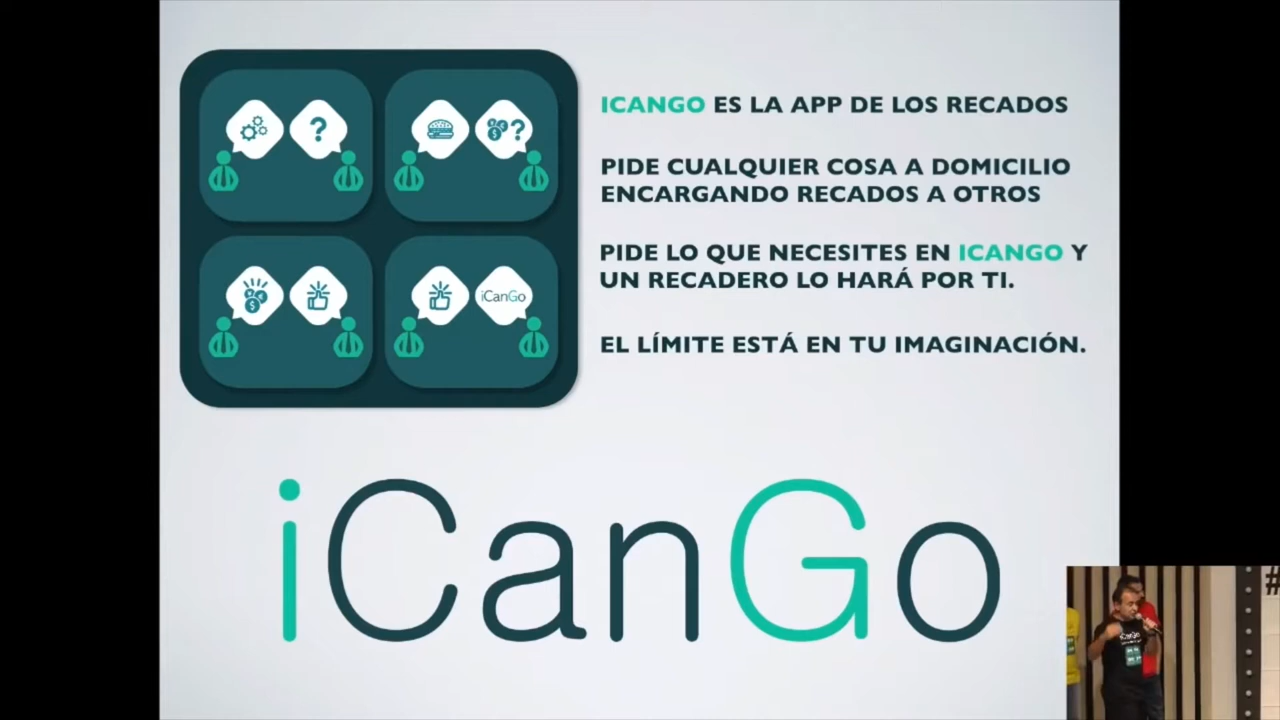 ICANGO ES LA APP DE LOS RECADOS
PIDE CUALQUIER COSA A DOMICILIO
ENCARGANDO RECADOS A OTROS
PIDE LO QUE NECESITES EN ICANGO Y
UN RECADERO LO HARÁ POR TI.
EL LÍMITE ESTÁ EN TU IMAGINACIÓN.
?
?
iCanGo
iCanGo
#
iCanGo